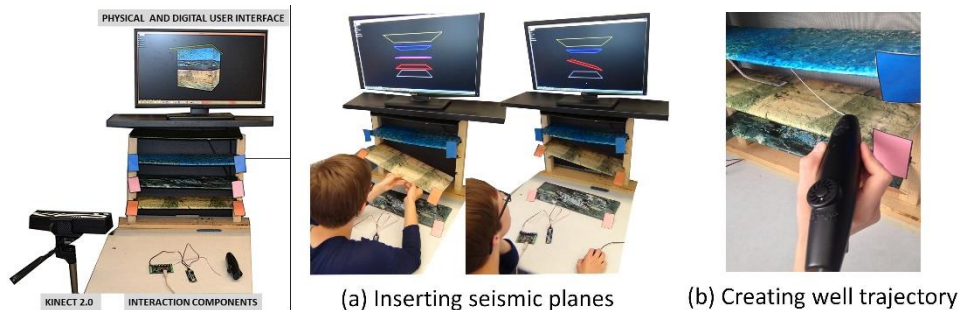 PHYSICAL AND DIGITAL USER INTERFACE
KINECT 2.0
INTERACTION COMPONENTS
(a) Inserting seismic planes
(b) Creating well trajectory